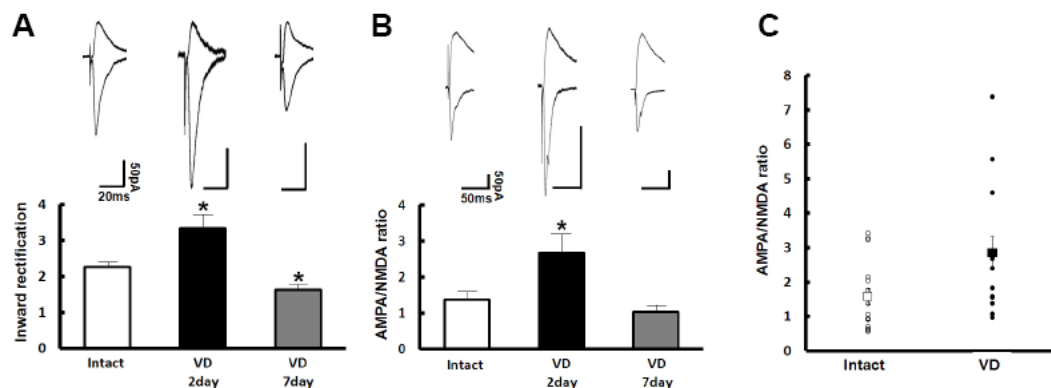 A
50pA
20ms
Inward rectification
4
3
2
1
0
*
*
Intact
VD
2day
VD
7day
B
50pA
50ms
AMPA/NMDA ratio
4
3
2
1
0
*
Intact
VD
2day
VD
7day
C
AMPA/NMDA ratio
8
7
6
5
4
3
2
1
0
Intact
VD